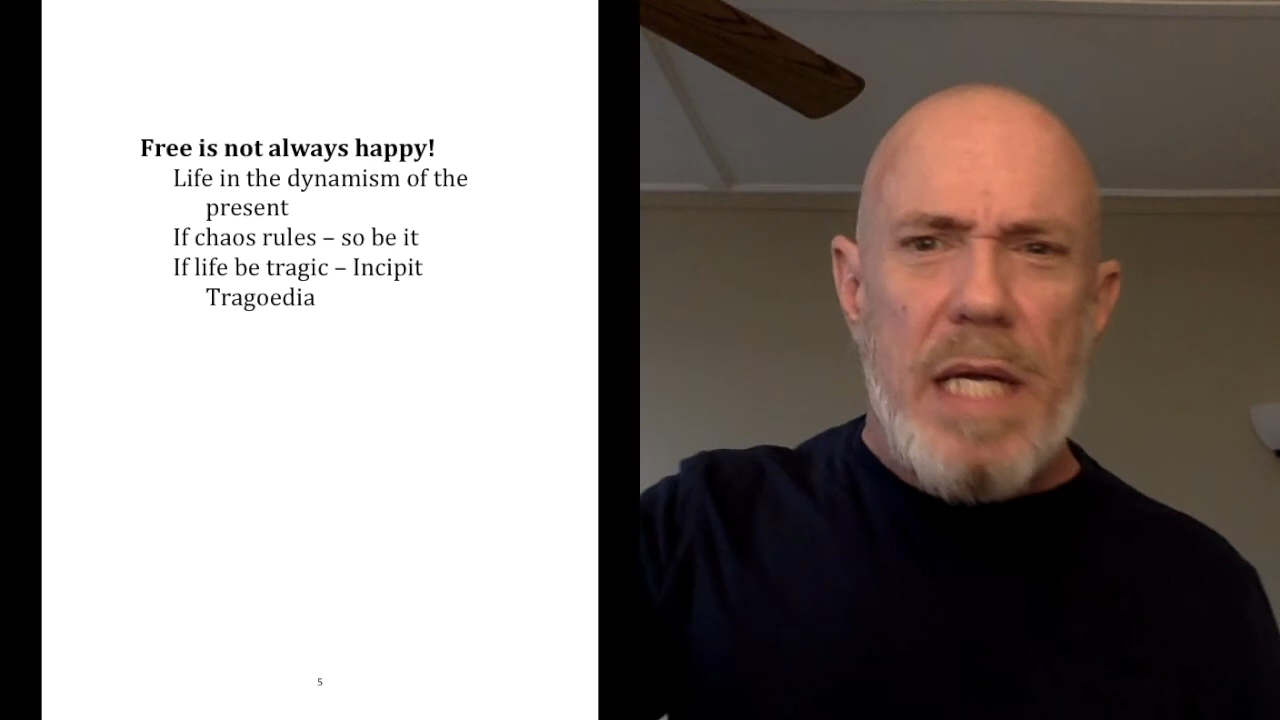 Free is not always happy!
Life in the dynamism of the
present
If chaos rules – so be it
If life be tragic – Incipit
Tragoedia
5